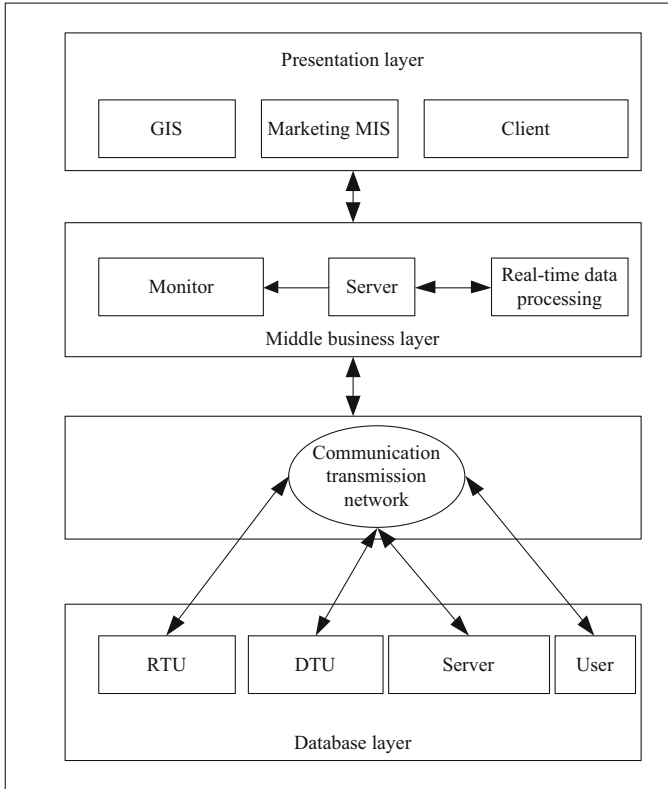 Presentation layer
GIS
Marketing MIS
Client
Monitor
Server
Real-time data
processing
Middle business layer
Communication
transmission
network
RTU
DTU
Server
User
Database layer